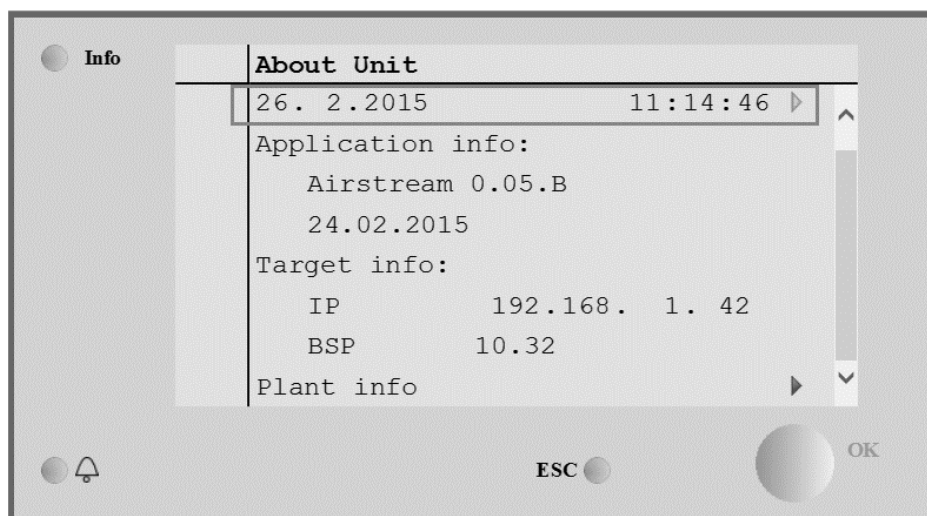 Info
About Unit
26. 2.2015 11:14:46
Application info:
Airstream 0.05.B
24.02.2015
Target info:
IP 192.168. 1. 42
BSP 10.32
Plant info
ESC
OK